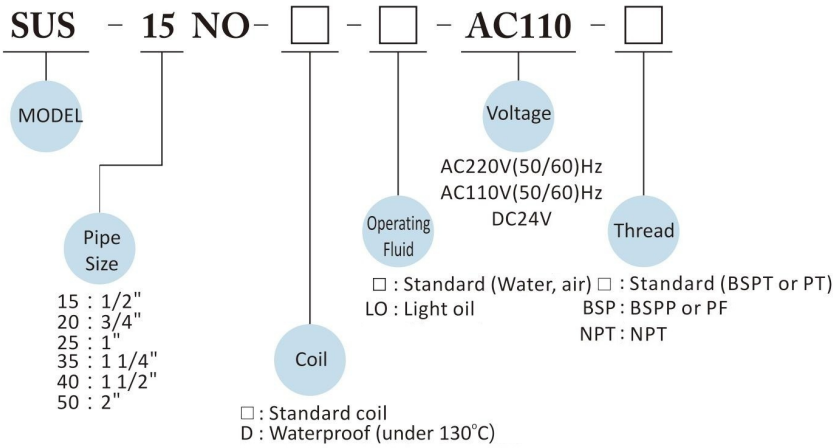 SUS - 15 NO- □ - □ - AC110 - □
MODEL
Voltage
AC220V(50/60)Hz
AC110V(50/60)Hz
DC24V
Pipe
Size
15 : 1/2"
20 : 3/4"
25 : 1"
35 : 1 1/4"
40 : 1 1/2"
50 : 2"
Operating
Fluid
□ : Standard (Water, air)
LO : Light oil
Thread
□ : Standard (BSPT or PT)
BSP : BSPP or PF
NPT : NPT
Coil
□ : Standard coil
D : Waterproof (under 130°C)